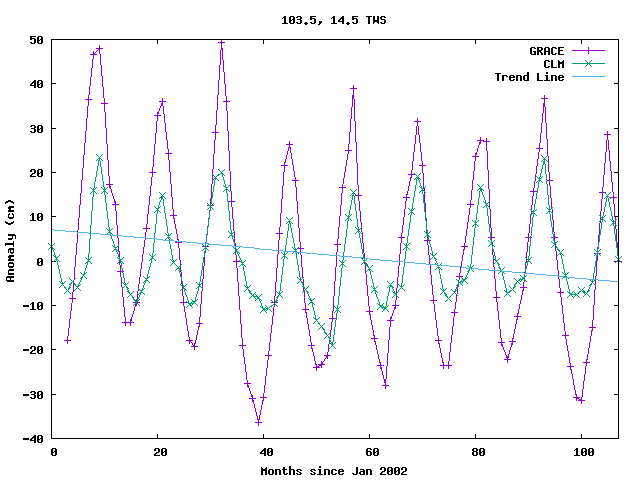 103.5, 14.5 TWS
GRACE
CLM
Trend Line
Anomaly (cm)
50
40
30
20
10
0
-10
-20
-30
-40
0 20 40 60 80 100
Months since Jan 2002